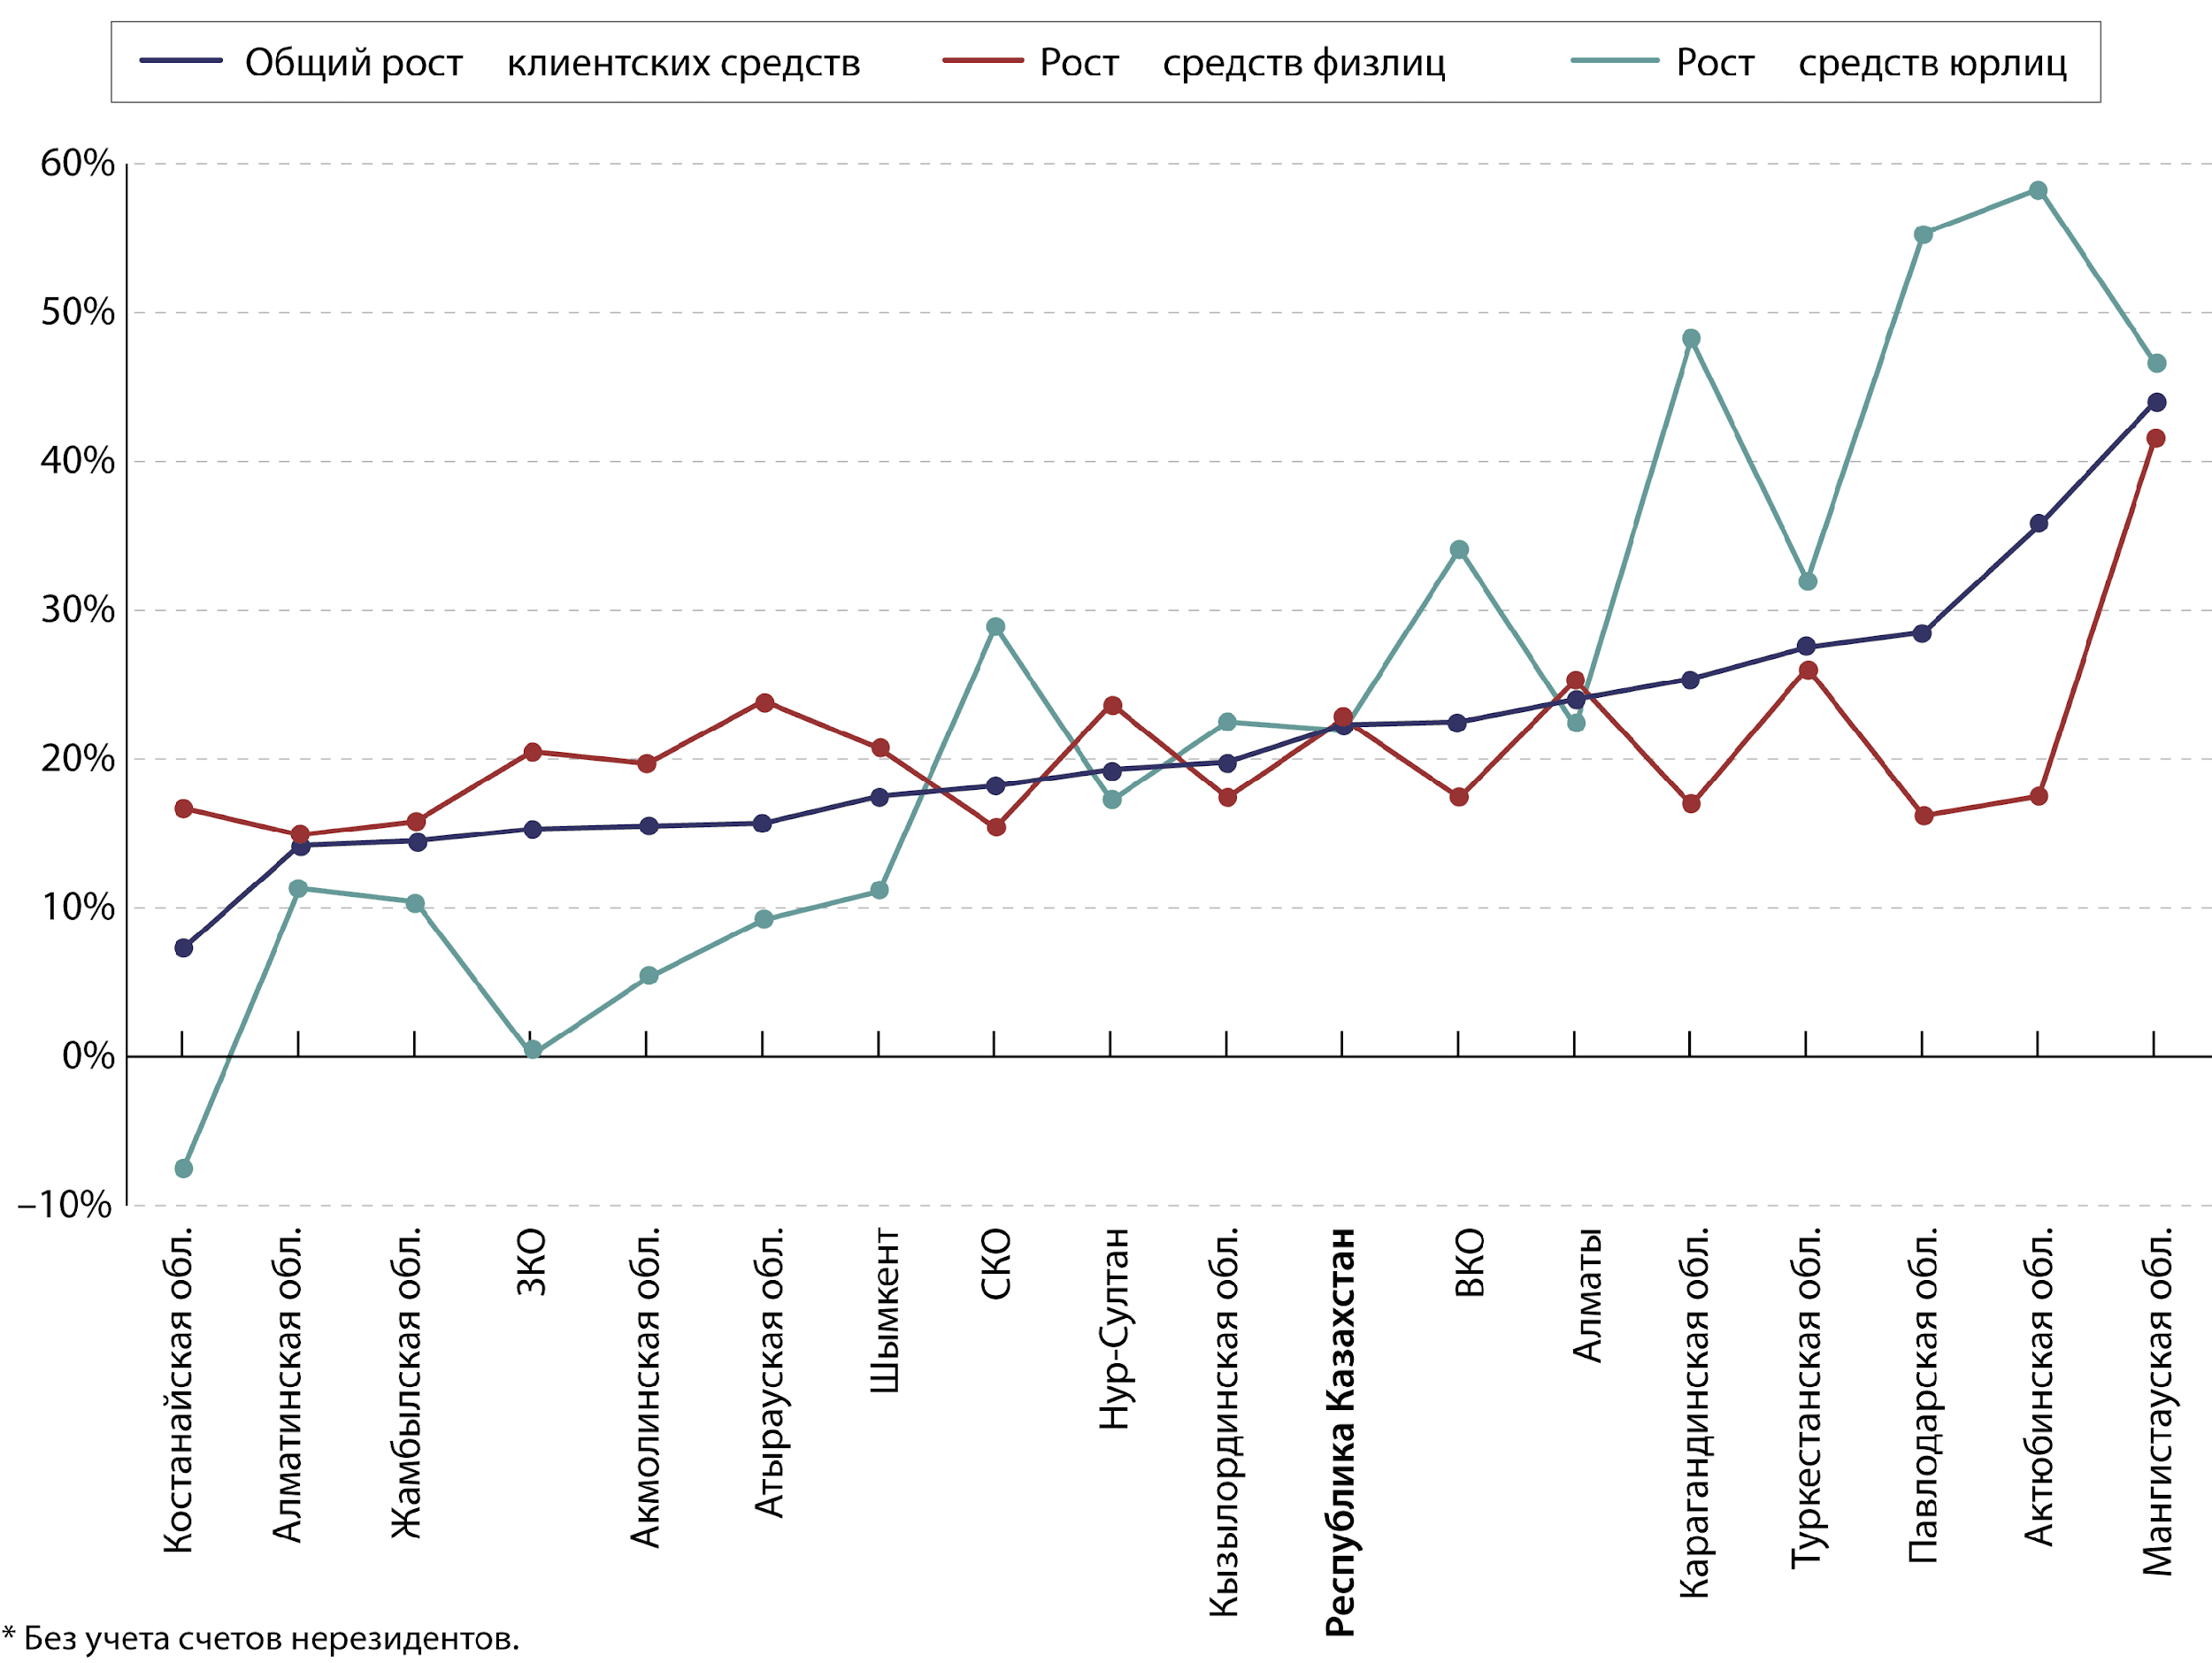 Общий рост клиентских средств
Рост средств физлиц
Рост средств юрлиц
60%
50%
40%
30%
20%
10%
0%
–10%
Костанайская обл.
Алматинская обл.
Жамбылская обл.
ЗКО
Акмолинская обл.
Атырауская обл.
Шымкент
СКО
Нур-Султан
Кызылординская обл.
Республика Казахстан
ВКО
Алматы
Карагандинская обл.
Туркестанская обл.
Павлодарская обл.
Актюбинская обл.
Мангистауская обл.
* Без учета счетов нерезидентов.